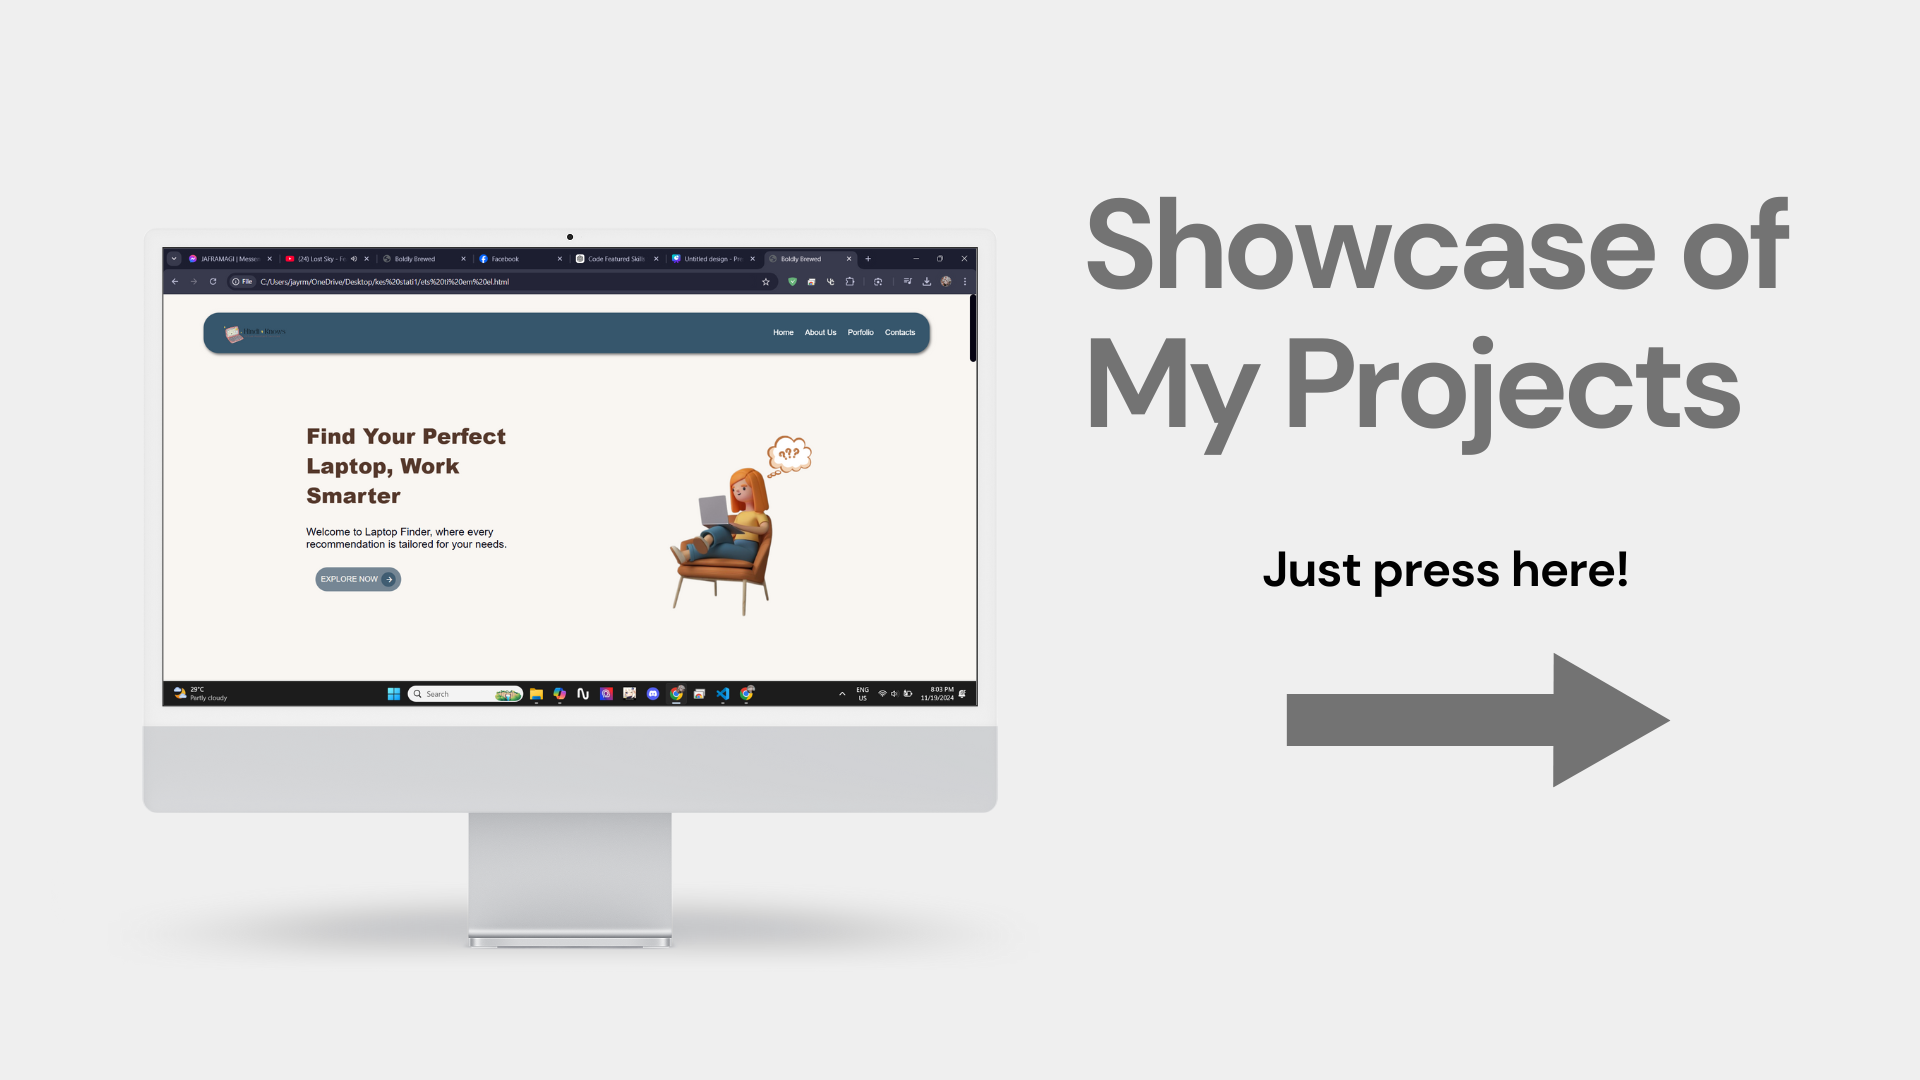 JAFRAMAGI | Messen
(24) Lost Sky - Fe
Boldly Brewed
Facebook
Code Featured Skills
Untitled design - Pre
Boldly Brewed
File
C:/Users/jayrm/OneDrive/Desktop/kes%20stati1/ets%20ti%20em%20el.html
Home
About Us
Porfolio
Contacts
Find Your Perfect
Laptop, Work
Smarter
???
Welcome to Laptop Finder, where every
recommendation is tailored for your needs.
EXPLORE NOW
29°C
Partly cloudy
Search
ENG
US
8:03 PM
11/19/2024
Showcase of
My Projects
Just press here!